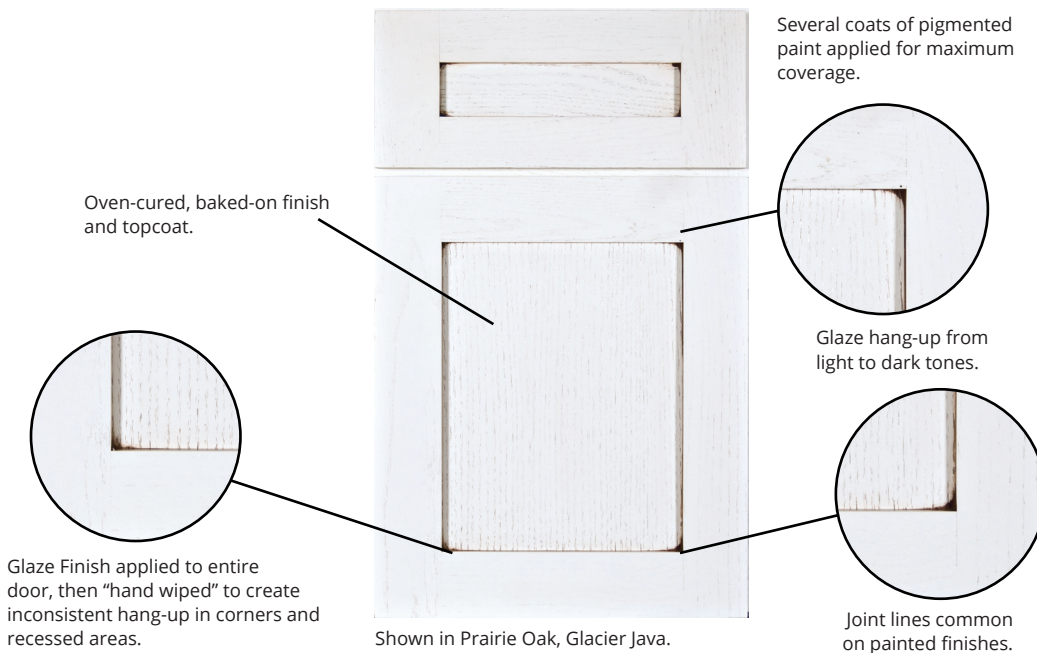 Several coats of pigmented
paint applied for maximum
coverage.
Oven-cured, baked-on finish
and topcoat.
Glaze hang-up from
light to dark tones.
Glaze Finish applied to entire
door, then “hand wiped” to create
inconsistent hang-up in corners and
recessed areas.
Shown in Prairie Oak, Glacier Java.
Joint lines common
on painted finishes.